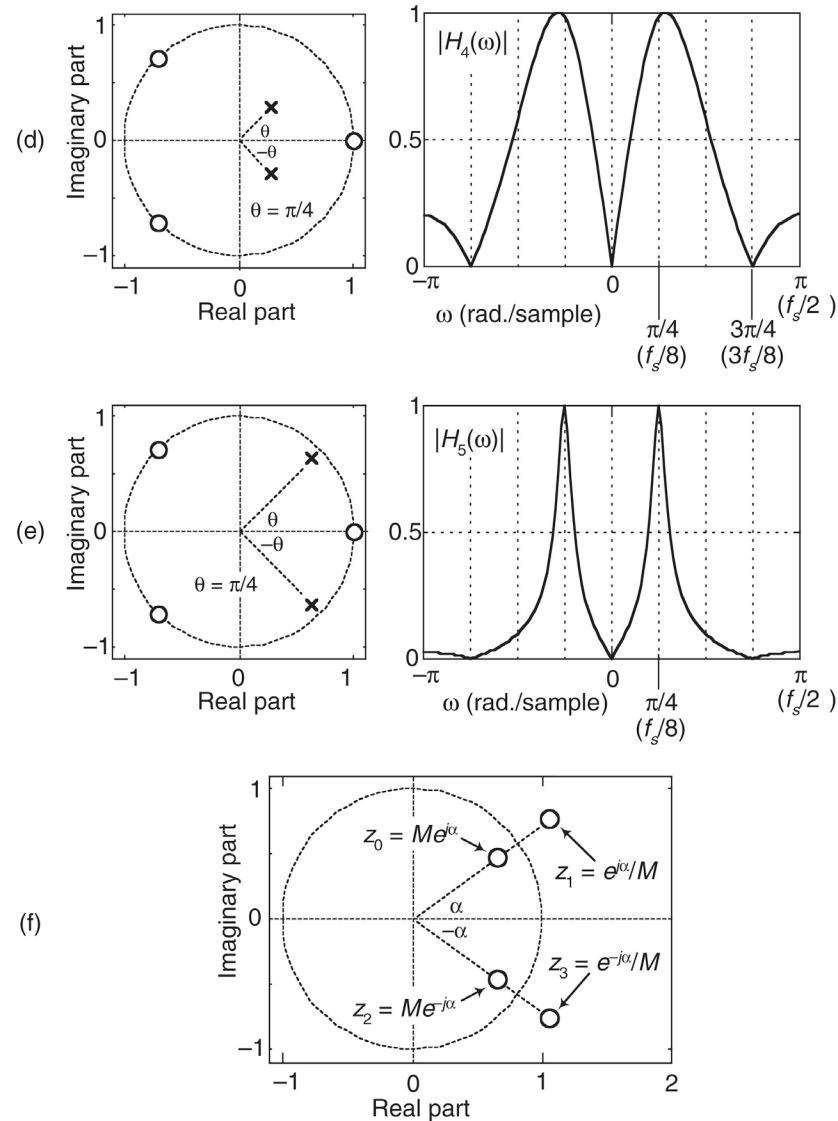 (d)
Imaginary part
1
0
−1
θ
−θ
θ = π/4
−1
0
1
Real part
|H4(ω)|
1
0.5
0
−π
0
π
(fs/2)
ω (rad./sample)
π/4
(fs/8)
3π/4
(3fs/8)
(e)
Imaginary part
1
0
−1
θ
−θ
θ = π/4
−1
0
1
Real part
|H5(ω)|
1
0.5
0
−π
0
π
(fs/2)
ω (rad./sample)
π/4
(fs/8)
(f)
Imaginary part
1
0
−1
z0 = Me^jα
z1 = e^jα/M
α
−α
z3 = e^−jα/M
z2 = Me^−jα
−1
0
1
2
Real part